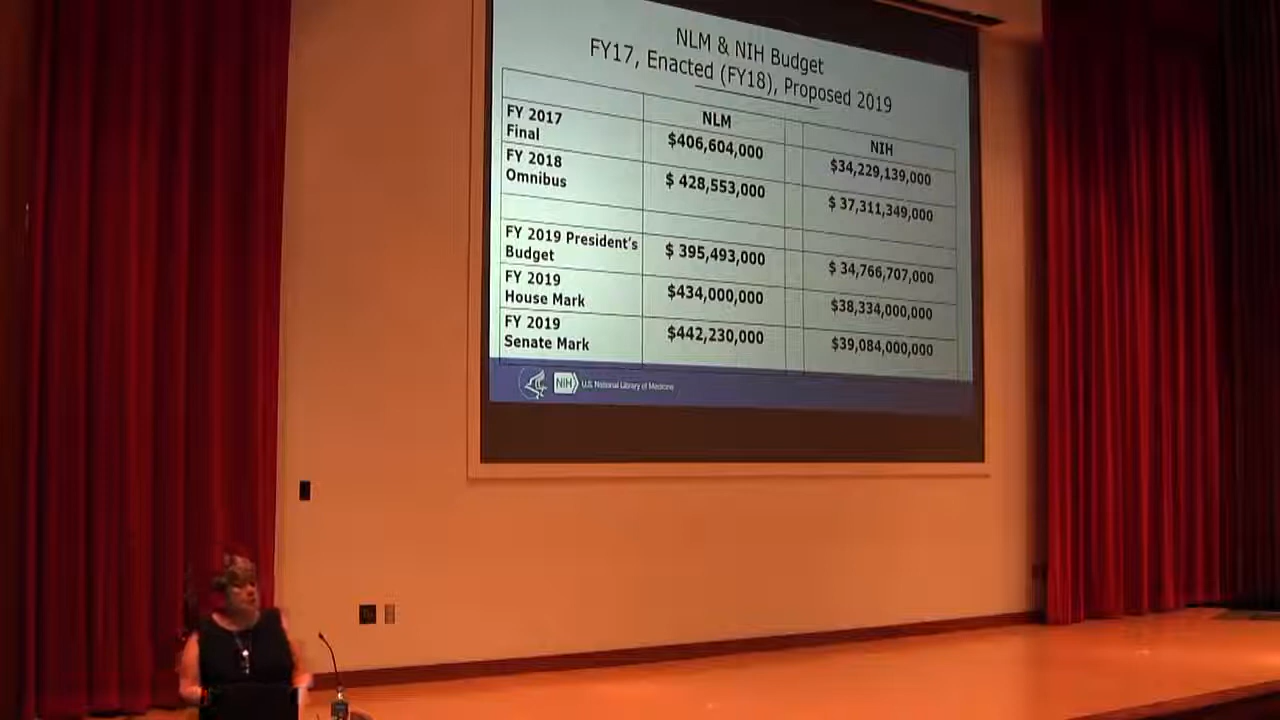 NLM & NIH Budget
FY17, Enacted (FY18), Proposed 2019
NLM
NIH
FY 2017
Final
$406,604,000
$34,229,139,000
FY 2018
Omnibus
$ 428,553,000
$ 37,311,349,000
FY 2019 President's
Budget
$ 395,493,000
$ 34,766,707,000
FY 2019
House Mark
$434,000,000
$38,334,000,000
FY 2019
Senate Mark
$442,230,000
$39,084,000,000
NIH
U.S. National Library of Medicine